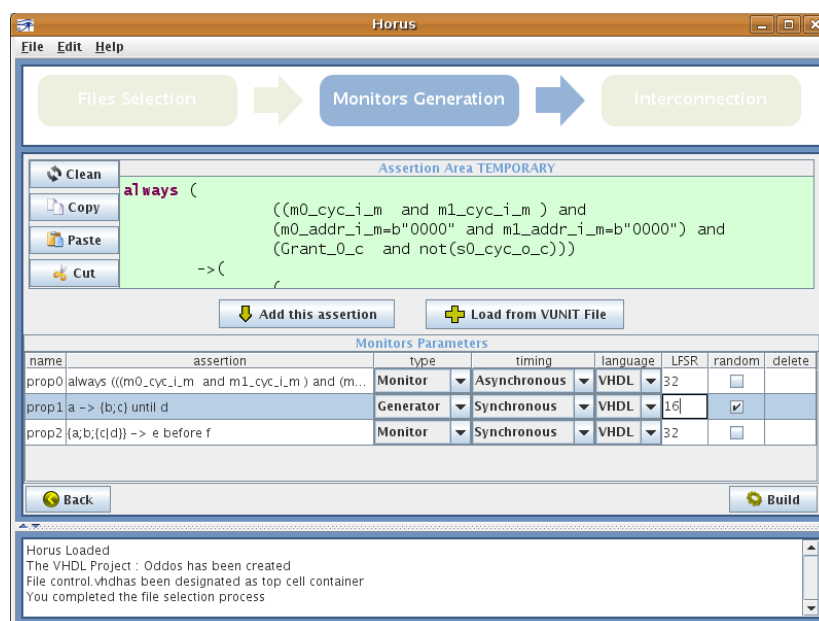 Horus
File Edit Help
Files Selection Monitors Generation Interconnection
Clean
Copy
Paste
Cut
Assertion Area TEMPORARY
always (
((m0_cyc_i_m and m1_cyc_i_m ) and
(m0_addr_i_m=b"0000" and m1_addr_i_m=b"0000") and
(Grant_0_c and not(s0_cyc_o_c)))
->(
(
Add this assertion Load from VUNIT File
Monitors Parameters
name assertion type timing language LFSR random delete
prop0 always (((m0_cyc_i_m and m1_cyc_i_m ) and (m... Monitor Asynchronous VHDL 32
prop1 a -> {b;c} until d Generator Synchronous VHDL 16
prop2 {a;b;{c|d}} -> e before f Monitor Synchronous VHDL 32
Back Build
Horus Loaded
The VHDL Project : Oddos has been created
File control.vhdhas been designated as top cell container
You completed the file selection process